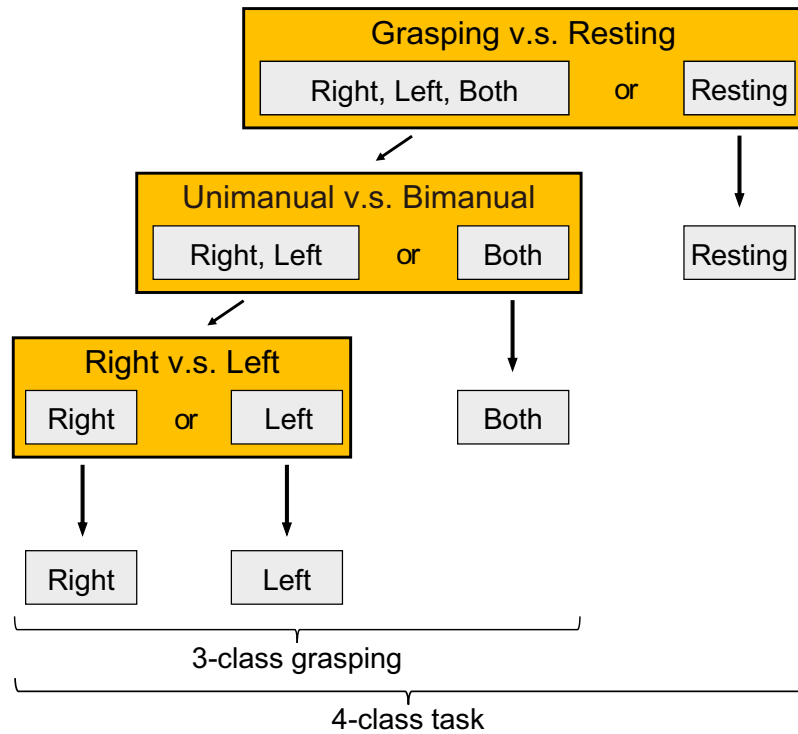 Grasping v.s. Resting
Right, Left, Both or Resting
Unimanual v.s. Bimanual
Right, Left or Both
Resting
Right v.s. Left
Right or Left
Both
Right
Left
3-class grasping
4-class task